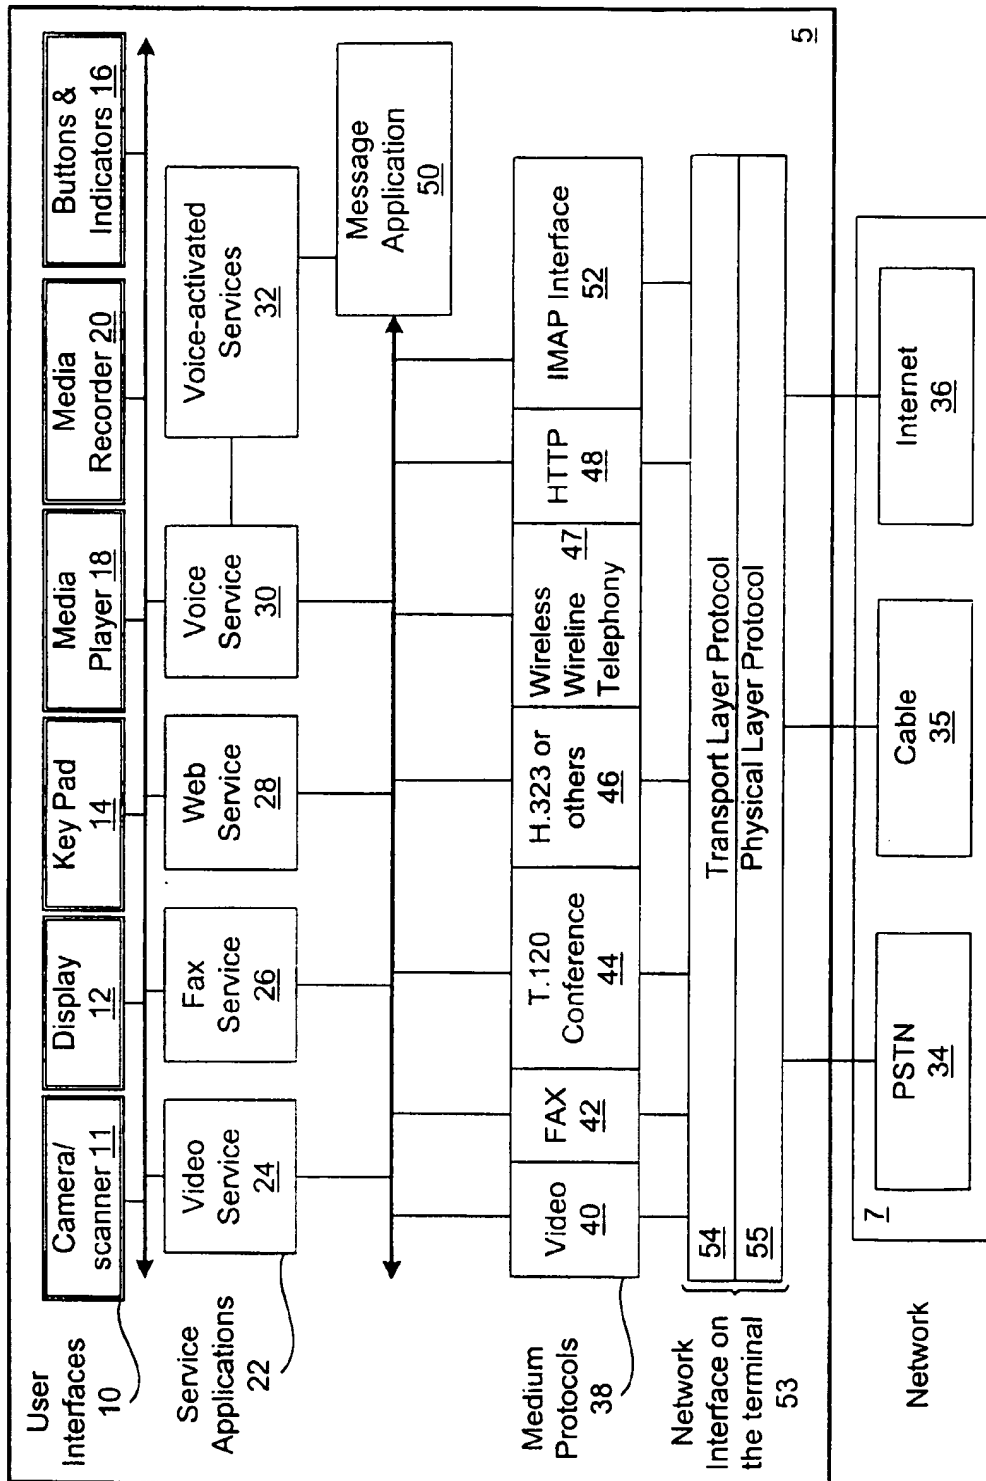 User
Interfaces
10
Camera/
scanner 11
Display
12
Key Pad
14
Media
Player 18
Media
Recorder 20
Buttons &
Indicators 16
Service
Applications
22
Video
Service
24
Fax
Service
26
Web
Service
28
Voice
Service
30
Voice-activated
Services
32
Message
Application
50
Medium
Protocols
38
Video
40
FAX
42
T.120
Conference
44
H.323 or
others
46
Wireless 47
Wireline
Telephony
HTTP
48
IMAP Interface
52
Network
Interface on
the terminal
53
54 Transport Layer Protocol
55 Physical Layer Protocol
5
Network
7
PSTN
34
Cable
35
Internet
36